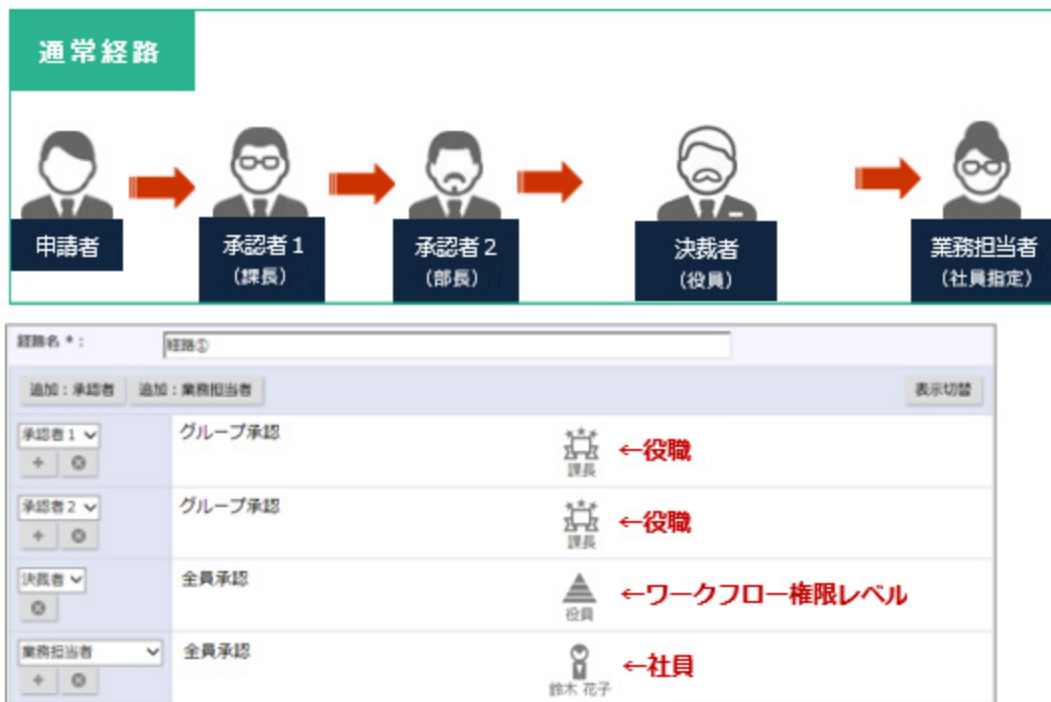 通常経路
申請者
承認者1
(課長)
承認者2
(部長)
決裁者
(役員)
業務担当者
(社員指定)
経路名 * :
経路①
追加:承認者 追加:業務担当者 表示切替
承認者1 グループ承認
課長
←役職
承認者2 グループ承認
課長
←役職
決裁者 全員承認
役員
←ワークフロー権限レベル
業務担当者 全員承認
鈴木 花子
←社員